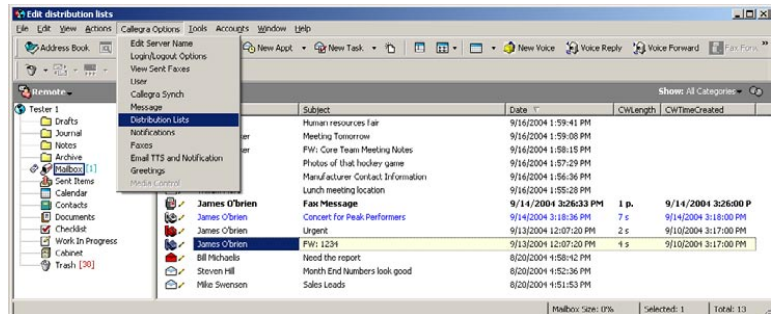 Edit distribution lists
File Edit View Actions Callegra Options Tools Accounts Window Help
Address Book New Appt New Task New Voice Voice Reply Voice Forward Fax Forw
Edit Server Name
Login/Logout Options
View Sent Faxes
User
Callegra Synch
Message
Distribution Lists
Notifications
Faxes
Email TTS and Notification
Greetings
Media Control
Remote Show: All Categories
Tester 1
Drafts
Journal
Notes
Archive
Mailbox [1]
Sent Items
Calendar
Contacts
Documents
Checklist
Work In Progress
Cabinet
Trash [30]
Subject Date CWLength CWTimeCreated
Human resources fair 9/16/2004 1:59:41 PM
Meeting Tomorrow 9/16/2004 1:59:08 PM
FW: Core Team Meeting Notes 9/16/2004 1:58:15 PM
Photos of that hockey game 9/16/2004 1:57:29 PM
Manufacturer Contact Information 9/16/2004 1:56:36 PM
Lunch meeting location 9/16/2004 1:55:28 PM
James O'brien Fax Message 9/14/2004 3:26:33 PM 1 p. 9/14/2004 3:26:00 P
James O'brien Concert for Peak Performers 9/14/2004 3:18:36 PM 7 s 9/14/2004 3:18:00 PM
James O'brien Urgent 9/13/2004 12:07:20 PM 2 s 9/10/2004 3:17:00 PM
James O'brien FW: 1234 9/13/2004 12:07:20 PM 4 s 9/10/2004 3:17:00 PM
Bill Michaelis Need the report 8/20/2004 4:58:42 PM
Steven Hill Month End Numbers look good 8/20/2004 4:52:36 PM
Mike Swensen Sales Leads 8/20/2004 4:51:53 PM
Mailbox Size: 0% Selected: 1 Total: 13